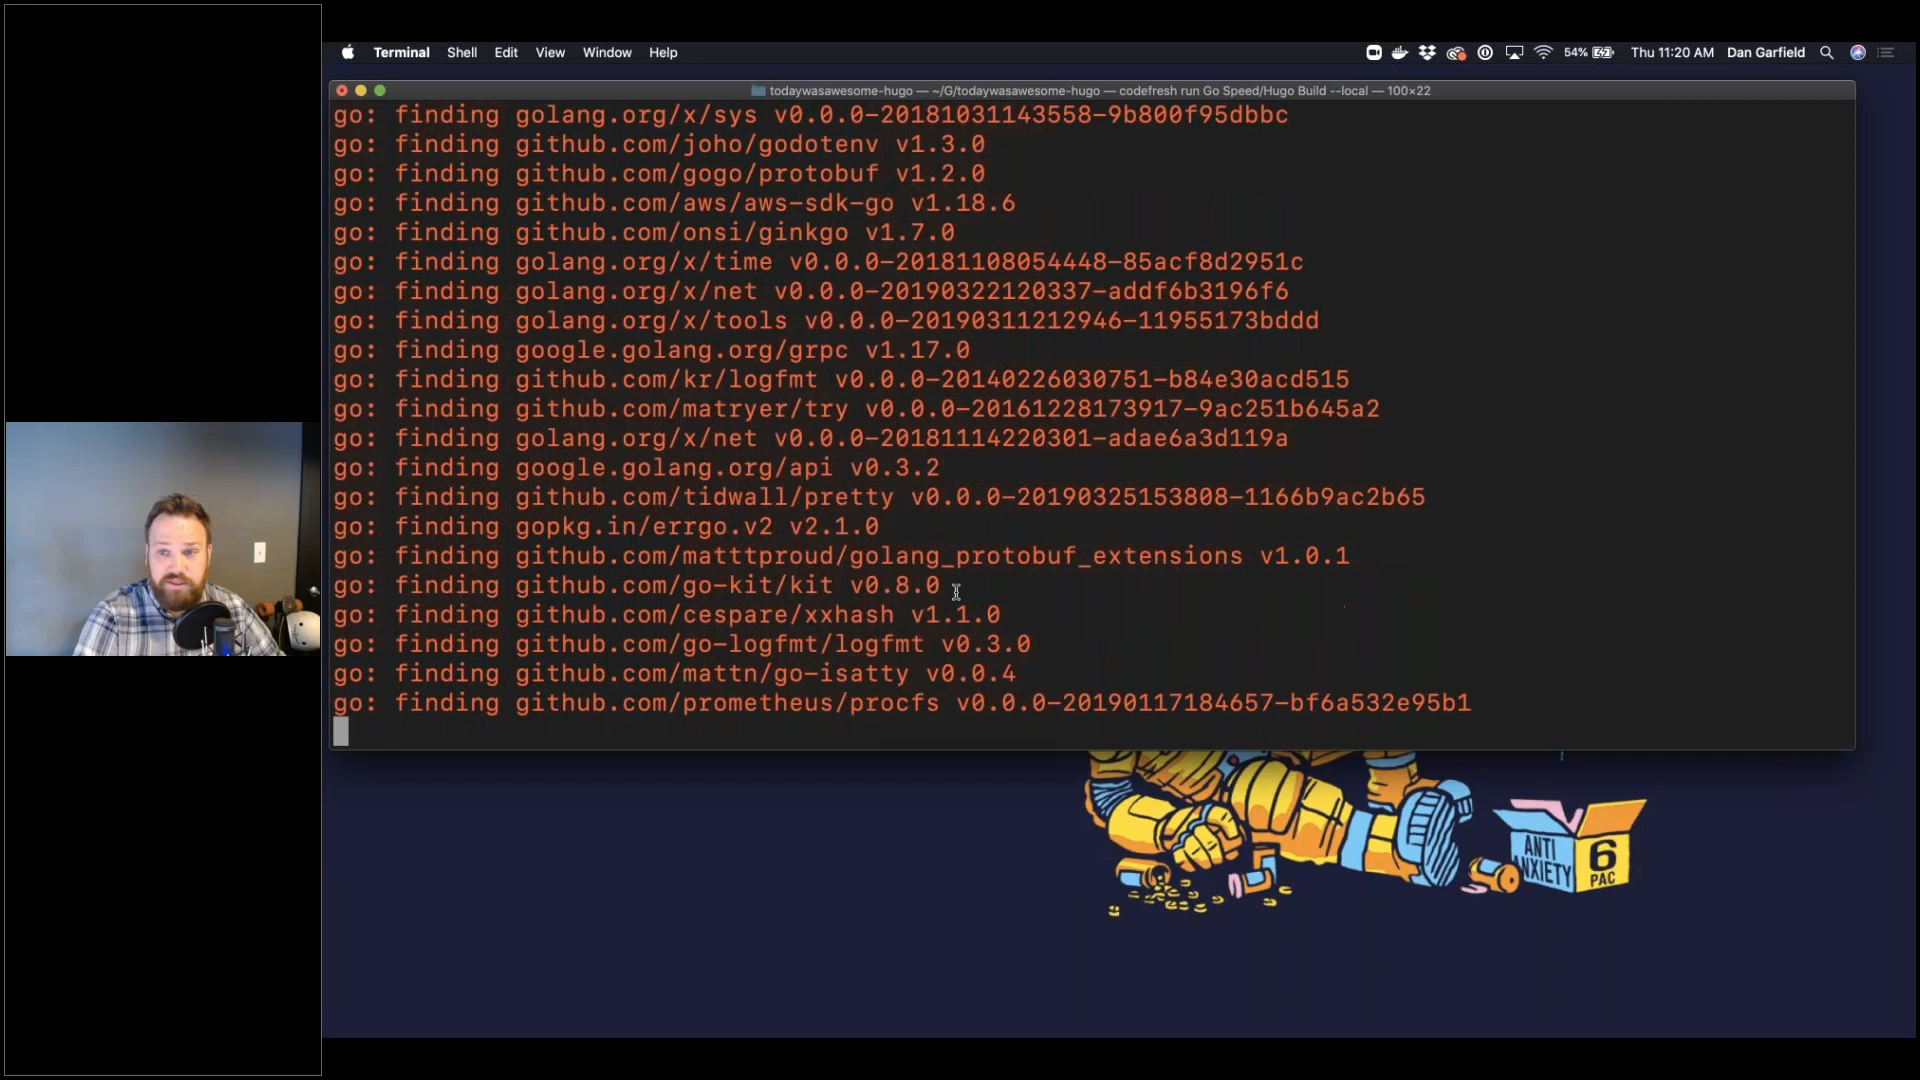 Terminal Shell Edit View Window Help
54% Thu 11:20 AM Dan Garfield
todaywasawesome-hugo — ~/G/todaywasawesome-hugo — codefresh run Go Speed/Hugo Build --local — 100×22
go: finding golang.org/x/sys v0.0.0-20181031143558-9b800f95dbbc
go: finding github.com/joho/godotenv v1.3.0
go: finding github.com/gogo/protobuf v1.2.0
go: finding github.com/aws/aws-sdk-go v1.18.6
go: finding github.com/onsi/ginkgo v1.7.0
go: finding golang.org/x/time v0.0.0-20181108054448-85acf8d2951c
go: finding golang.org/x/net v0.0.0-20190322120337-addf6b3196f6
go: finding golang.org/x/tools v0.0.0-20190311212946-11955173bddd
go: finding google.golang.org/grpc v1.17.0
go: finding github.com/kr/logfmt v0.0.0-20140226030751-b84e30acd515
go: finding github.com/matryer/try v0.0.0-20161228173917-9ac251b645a2
go: finding golang.org/x/net v0.0.0-20181114220301-adae6a3d119a
go: finding google.golang.org/api v0.3.2
go: finding github.com/tidwall/pretty v0.0.0-20190325153808-1166b9ac2b65
go: finding gopkg.in/errgo.v2 v2.1.0
go: finding github.com/matttproud/golang_protobuf_extensions v1.0.1
go: finding github.com/go-kit/kit v0.8.0
go: finding github.com/cespare/xxhash v1.1.0
go: finding github.com/go-logfmt/logfmt v0.3.0
go: finding github.com/mattn/go-isatty v0.0.4
go: finding github.com/prometheus/procfs v0.0.0-20190117184657-bf6a532e95b1
ANTI
ANXIETY
6
PAC